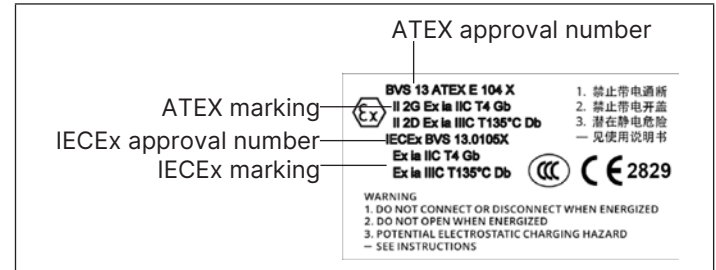 ATEX approval number
BVS 13 ATEX E 104 X
ATEX marking
II 2G Ex ia IIC T4 Gb
II 2D Ex ia IIIC T135°C Db
IECEx approval number
IECEx BVS 13.0105X
IECEx marking
Ex ia IIC T4 Gb
Ex ia IIIC T135°C Db
1. 禁止带电通断
2. 禁止带电开盖
3. 潜在静电危险
— 见使用说明书
Ex
CCC
CE 2829
WARNING
1. DO NOT CONNECT OR DISCONNECT WHEN ENERGIZED
2. DO NOT OPEN WHEN ENERGIZED
3. POTENTIAL ELECTROSTATIC CHARGING HAZARD
— SEE INSTRUCTIONS